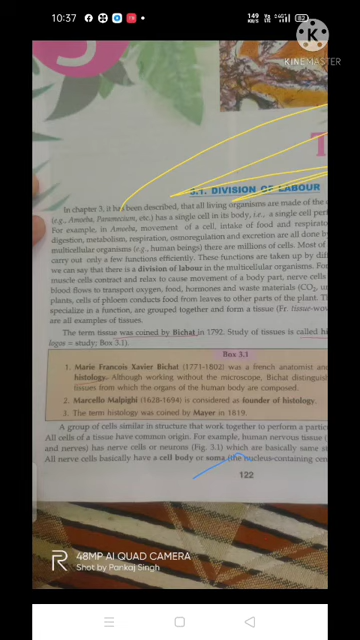 10:37
149 KB/S
82
K
KINEMASTER
T
5.1. DIVISION OF LABOUR
In chapter 3, it has been described, that all living organisms are made of the
(e.g., Amoeba, Paramecium, etc.) has a single cell in its body, i.e., a single cell per
For example, in Amoeba, movement of a cell, intake of food and respirato
digestion, metabolism, respiration, osmoregulation and excretion are all done by
multicellular organisms (e.g., human beings) there are millions of cells. Most of
carry out only a few functions efficiently. These functions are taken up by di
we can say that there is a division of labour in the multicellular organisms. For
muscle cells contract and relax to cause movement of a body part, nerve cells
blood flows to transport oxygen, food, hormones and waste materials (CO2, u
plants, cells of phloem conduct food from leaves to other parts of the plant. T
specialize in a function, are grouped together and form a tissue (Fr. tissu-wov
are all examples of tissues.
The term tissue was coined by Bichat in 1792. Study of tissues is called hi
logos = study; Box 3.1).
Box 3.1
1. Marie Francois Xavier Bichat (1771-1802) was a french anatomist and
histology. Although working without the microscope, Bichat distinguis
tissues from which the organs of the human body are composed.
2. Marcello Malpighi (1628-1694) is considered as founder of histology.
3. The term histology was coined by Mayer in 1819.
A group of cells similar in structure that work together to perform a partic
All cells of a tissue have common origin. For example, human nervous tissue (
and nerves) has nerve cells or neurons (Fig. 3.1) which are basically same s
All nerve cells basically have a cell body or soma (the nucleus-containing cen
122
R
48MP AI QUAD CAMERA
Shot by Pankaj Singh